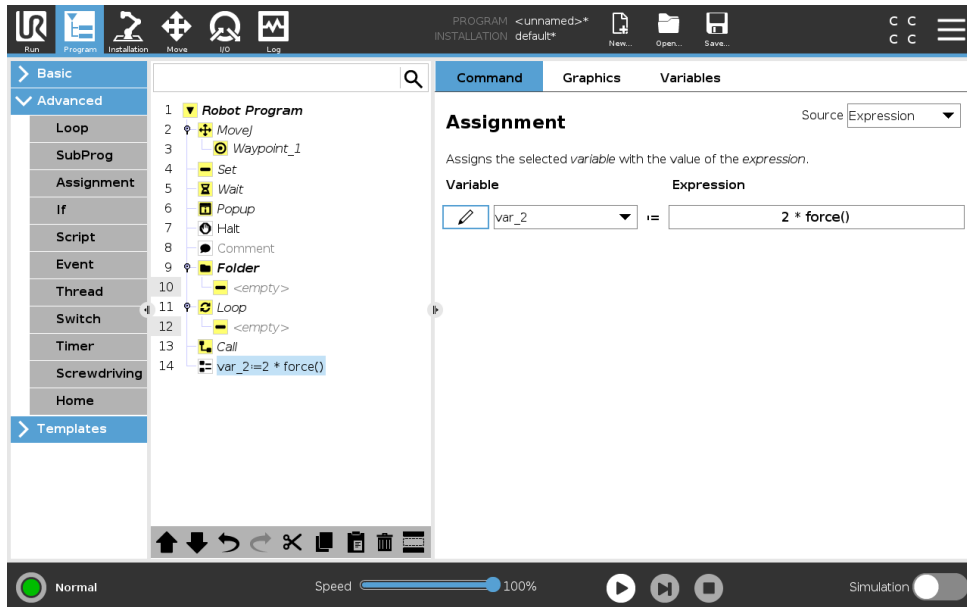 UR
PROGRAM <unnamed>*
INSTALLATION default*
Run Program Installation Move I/O Log New... Open... Save...
C C
C C
Basic
Advanced
Loop
SubProg
Assignment
If
Script
Event
Thread
Switch
Timer
Screwdriving
Home
Templates
1 Robot Program
2 MoveJ
3 Waypoint_1
4 Set
5 Wait
6 Popup
7 Halt
8 Comment
9 Folder
10 <empty>
11 Loop
12 <empty>
13 Call
14 var_2:=2 * force()
Command Graphics Variables
Assignment
Source Expression
Assigns the selected variable with the value of the expression.
Variable Expression
var_2 := 2 * force()
Normal
Speed 100%
Simulation